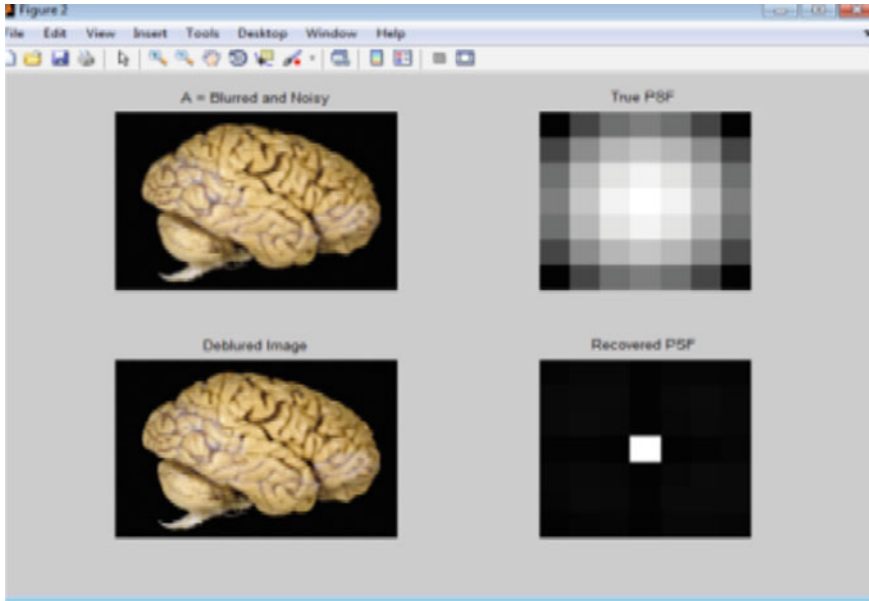 Figure 2
File Edit View Insert Tools Desktop Window Help
A = Blurred and Noisy
True PSF
Deblured Image
Recovered PSF